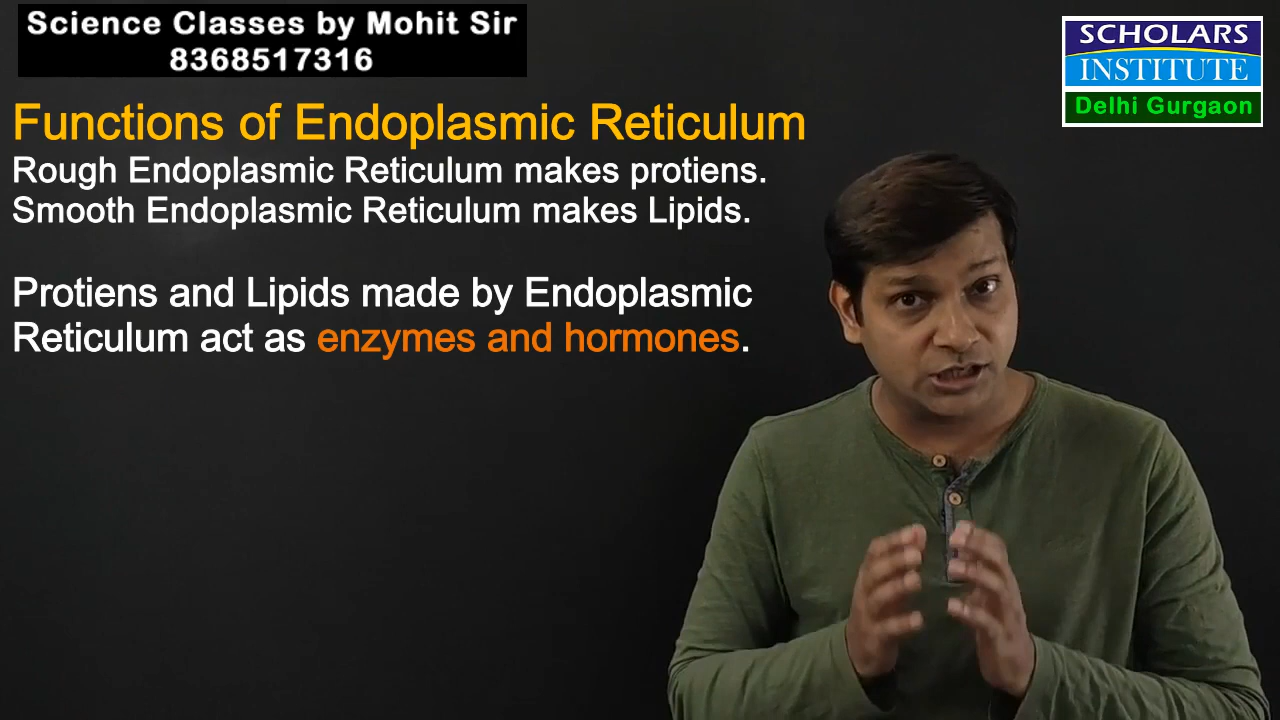 Science Classes by Mohit Sir
8368517316
SCHOLARS
INSTITUTE
Delhi Gurgaon
Functions of Endoplasmic Reticulum
Rough Endoplasmic Reticulum makes protiens.
Smooth Endoplasmic Reticulum makes Lipids.
Protiens and Lipids made by Endoplasmic
Reticulum act as enzymes and hormones.